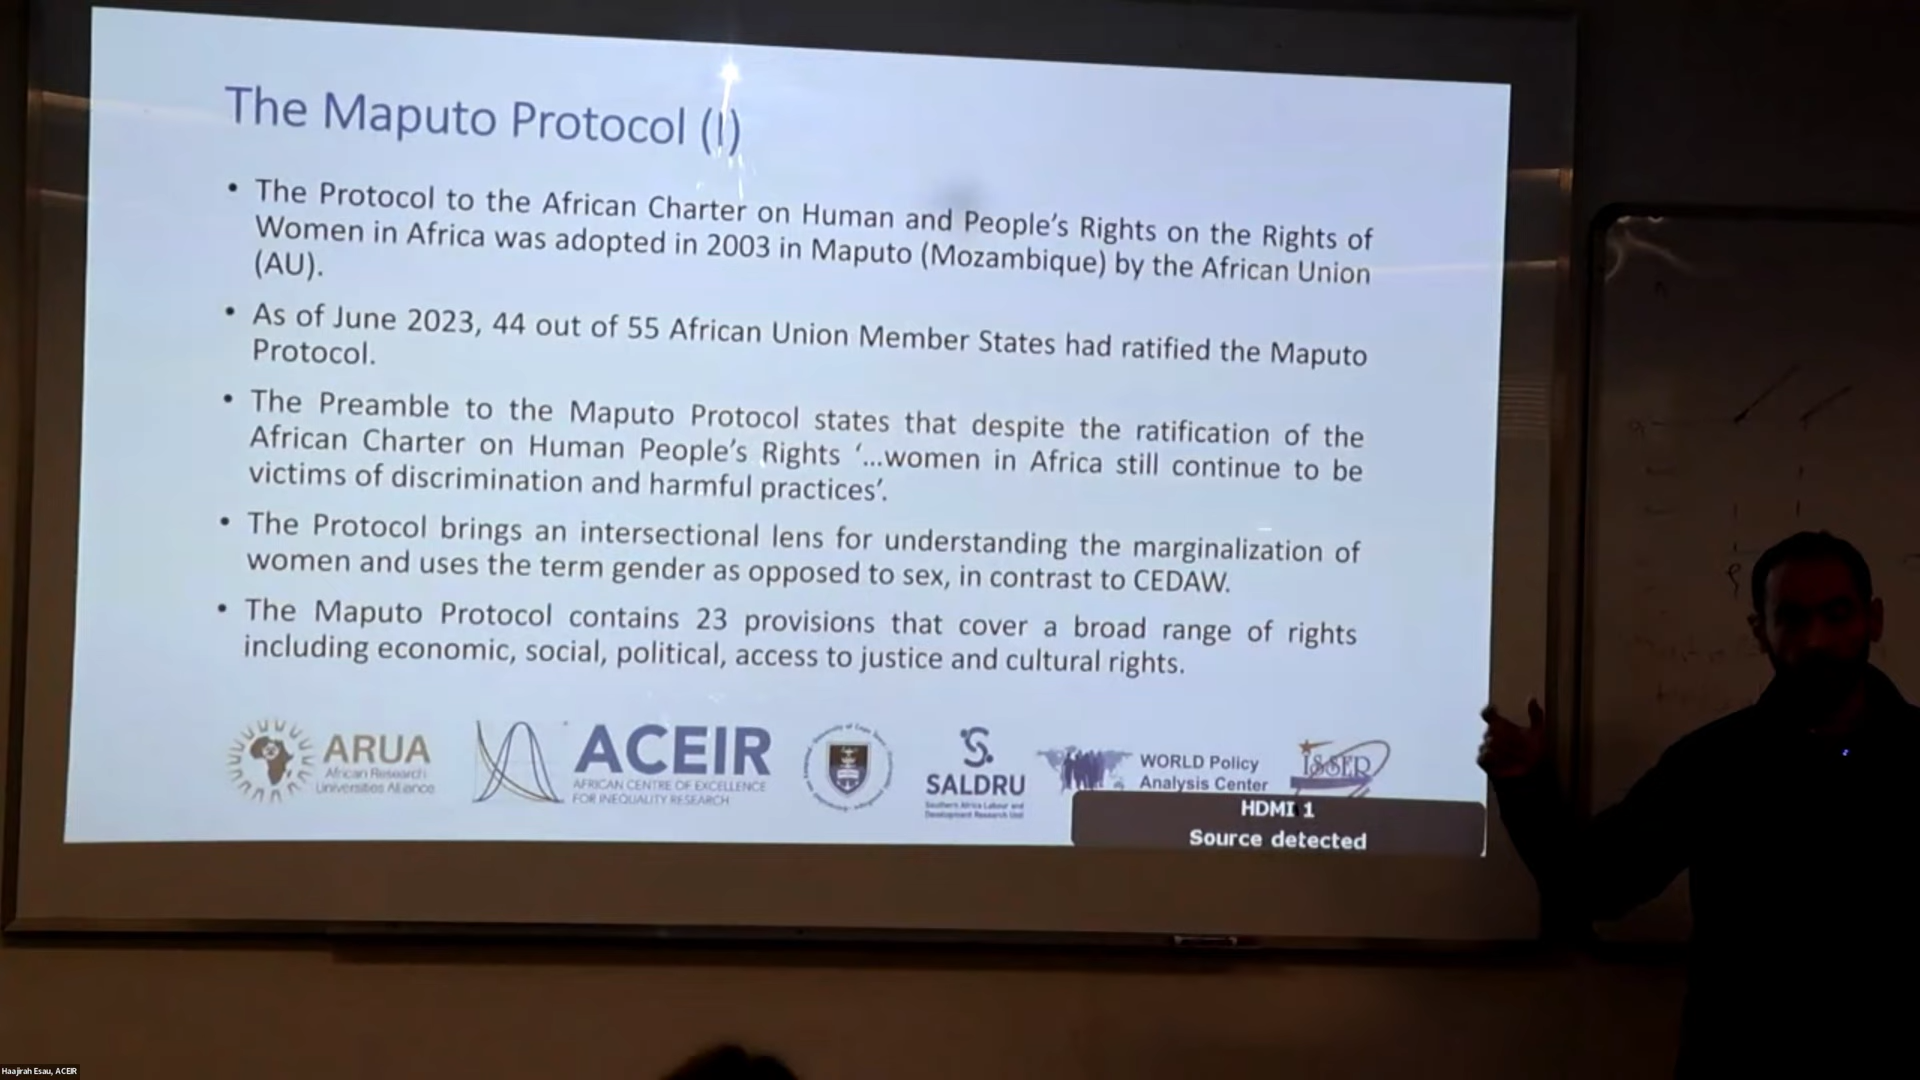 The Maputo Protocol (I)
• The Protocol to the African Charter on Human and People's Rights on the Rights of
Women in Africa was adopted in 2003 in Maputo (Mozambique) by the African Union
(AU).
• As of June 2023, 44 out of 55 African Union Member States had ratified the Maputo
Protocol.
• The Preamble to the Maputo Protocol states that despite the ratification of the
African Charter on Human People's Rights ‘...women in Africa still continue to be
victims of discrimination and harmful practices’.
• The Protocol brings an intersectional lens for understanding the marginalization of
women and uses the term gender as opposed to sex, in contrast to CEDAW.
• The Maputo Protocol contains 23 provisions that cover a broad range of rights
including economic, social, political, access to justice and cultural rights.
ARUA
African Research
Universities Alliance
ACEIR
AFRICAN CENTRE OF EXCELLENCE
FOR INEQUALITY RESEARCH
SALDRU
Southern Africa Labour and
Development Research Unit
WORLD Policy
Analysis Center
ISSER
HDMI 1
Source detected
Haajirah Esau, ACEIR